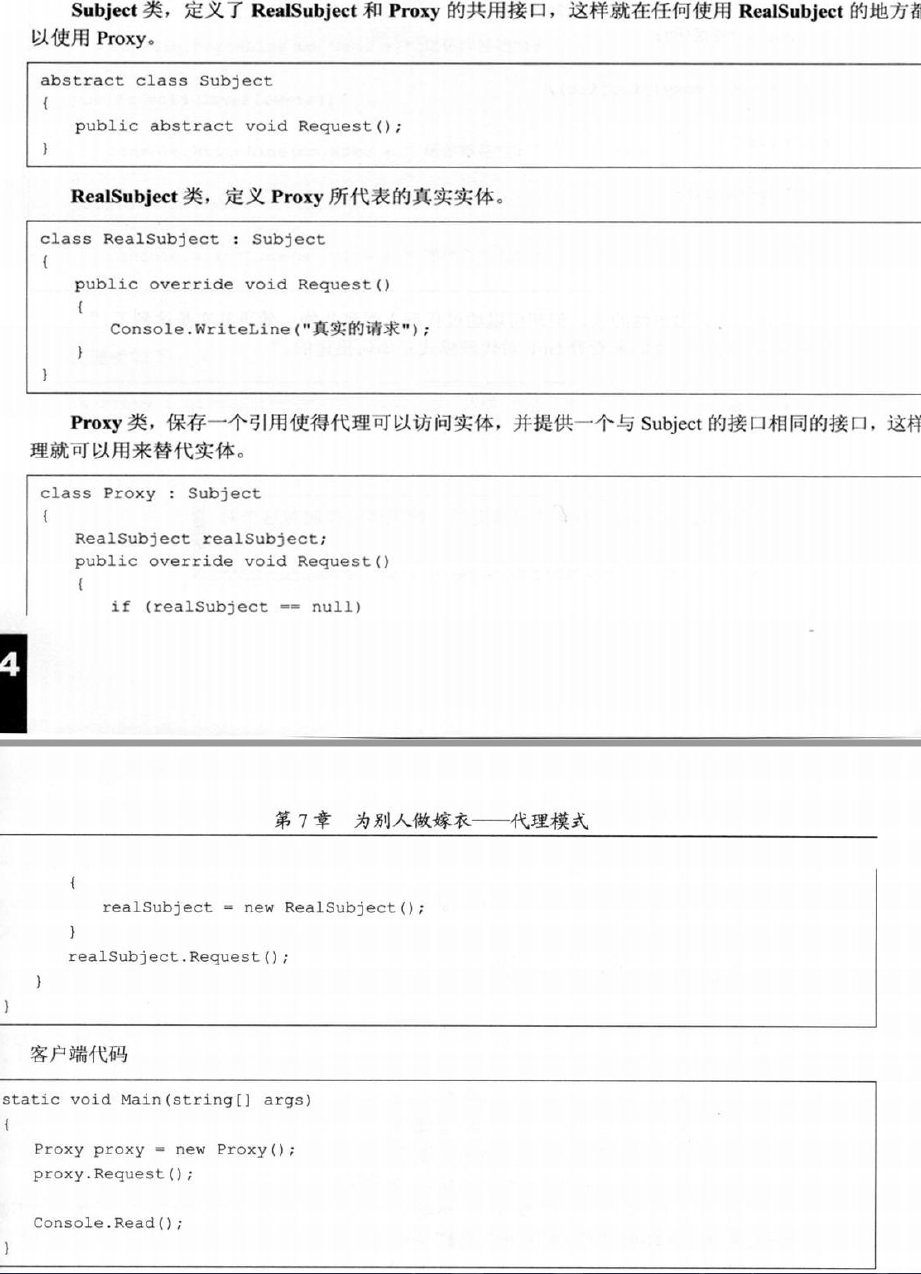 Subject 类，定义了 RealSubject 和 Proxy 的共用接口，这样就在任何使用 RealSubject 的地方都
以使用 Proxy。
abstract class Subject
{
public abstract void Request();
}
RealSubject 类，定义 Proxy 所代表的真实实体。
class RealSubject : Subject
{
public override void Request()
{
Console.WriteLine("真实的请求");
}
}
Proxy 类，保存一个引用使得代理可以访问实体，并提供一个与 Subject 的接口相同的接口，这样
理就可以用来替代实体。
class Proxy : Subject
{
RealSubject realSubject;
public override void Request()
{
if (realSubject == null)
4
第 7 章 为别人做嫁衣——代理模式
{
realSubject = new RealSubject();
}
realSubject.Request();
}
}
客户端代码
static void Main(string[] args)
{
Proxy proxy = new Proxy();
proxy.Request();
Console.Read();
}